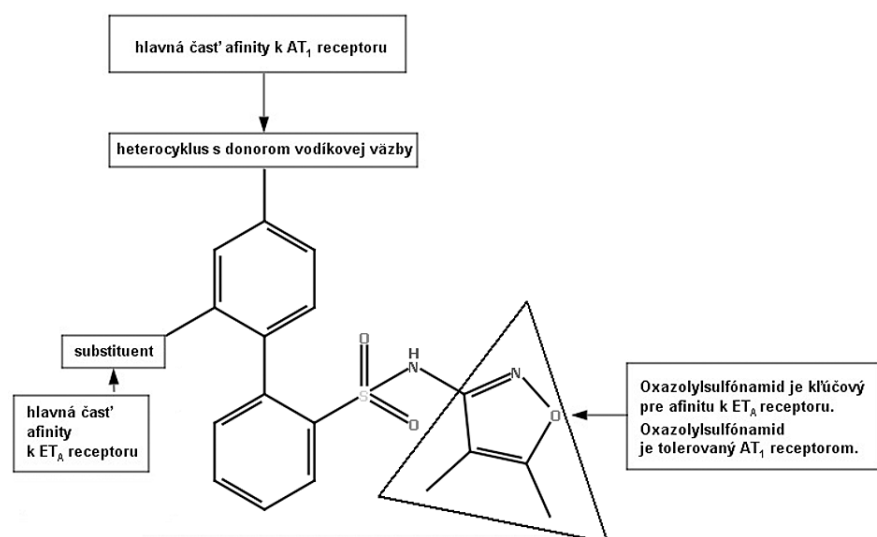 hlavná časť afinity k AT1 receptoru
heterocyklus s donorom vodíkovej väzby
substituent
hlavná časť
afinity
k ETA receptoru
O
O
S
H
N
N
O
Oxazolylsulfónamid je kľúčový
pre afinitu k ETA receptoru.
Oxazolylsulfónamid
je tolerovaný AT1 receptorom.